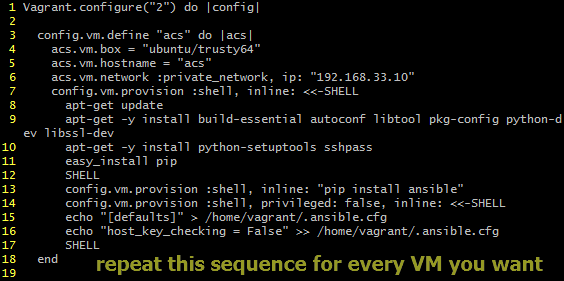 1 Vagrant.configure("2") do |config|
2
3   config.vm.define "acs" do |acs|
4     acs.vm.box = "ubuntu/trusty64"
5     acs.vm.hostname = "acs"
6     acs.vm.network :private_network, ip: "192.168.33.10"
7     config.vm.provision :shell, inline: <<-SHELL
8       apt-get update
9       apt-get -y install build-essential autoconf libtool pkg-config python-d
ev libssl-dev
10       apt-get -y install python-setuptools sshpass
11       easy_install pip
12       SHELL
13       config.vm.provision :shell, inline: "pip install ansible"
14       config.vm.provision :shell, privileged: false, inline: <<-SHELL
15       echo "[defaults]" > /home/vagrant/.ansible.cfg
16       echo "host_key_checking = False" >> /home/vagrant/.ansible.cfg
17       SHELL
18   end
repeat this sequence for every VM you want
19